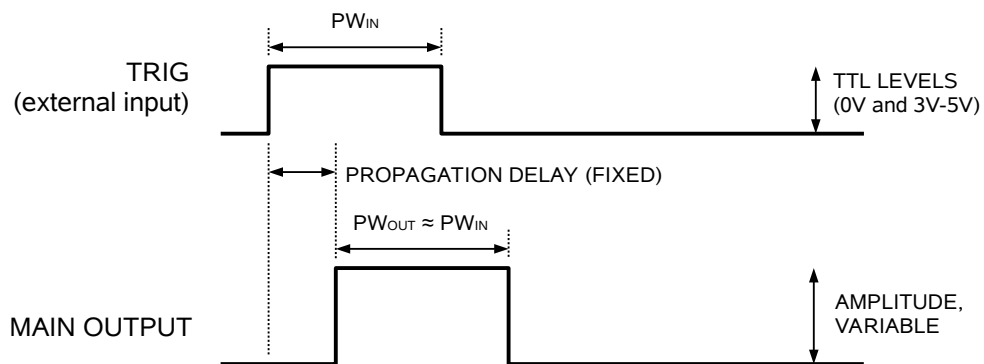 PWIN
TRIG
(external input)
TTL LEVELS
(0V and 3V-5V)
PROPAGATION DELAY (FIXED)
PWOUT ≈ PWIN
MAIN OUTPUT
AMPLITUDE,
VARIABLE